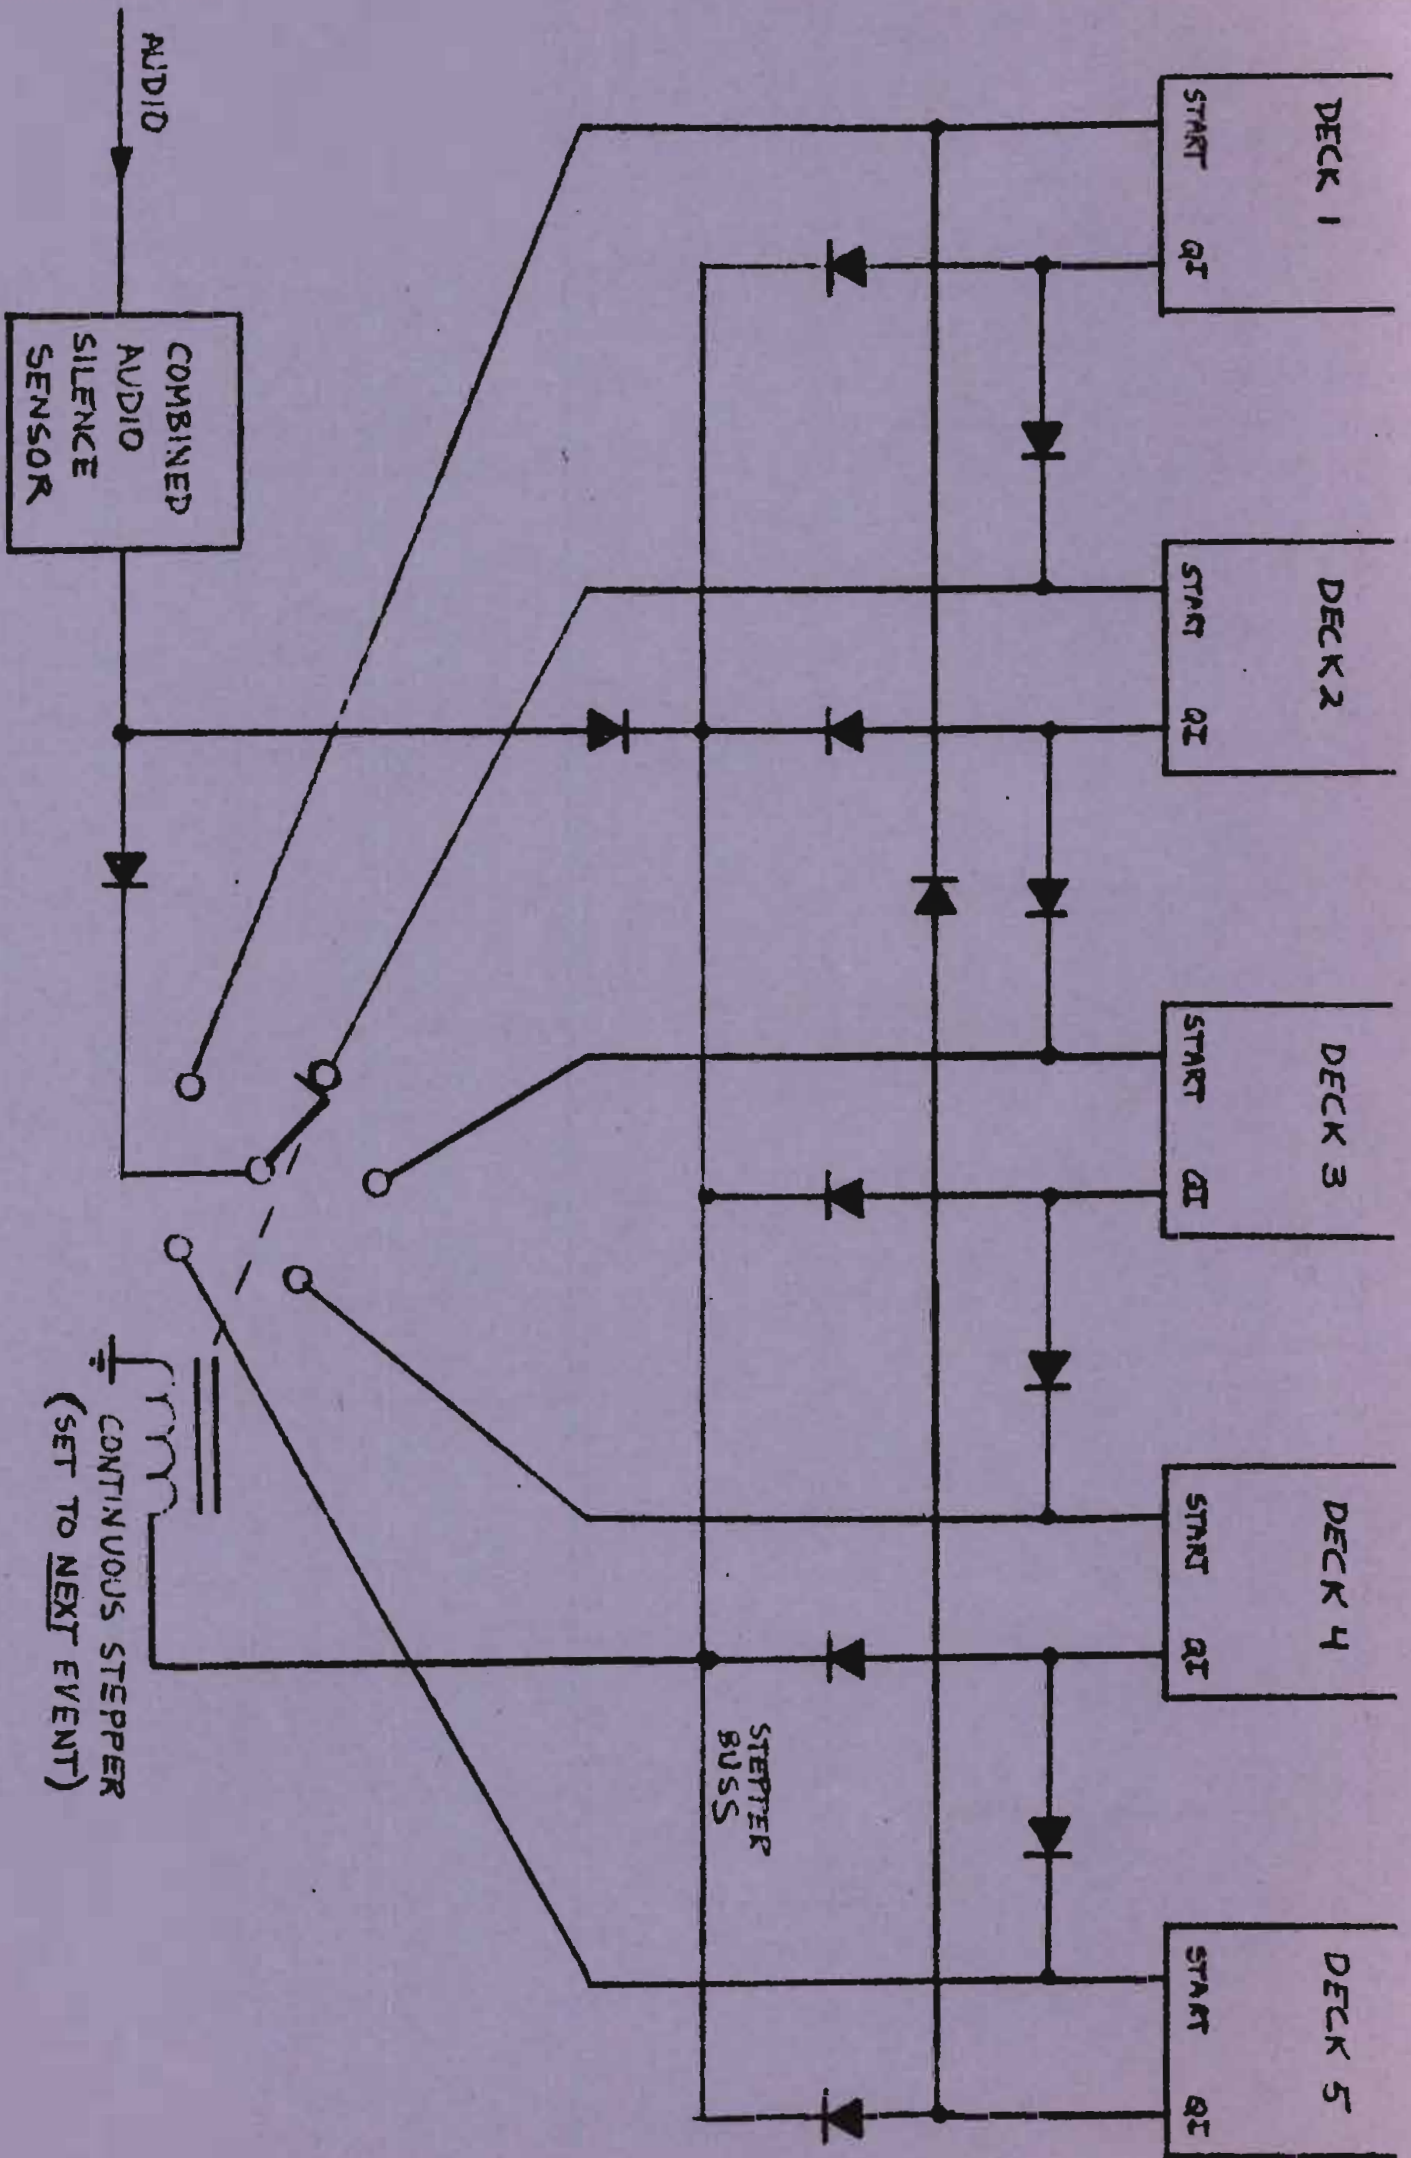 DECK 1
START QI
DECK 2
START QI
DECK 3
START QI
DECK 4
START QI
DECK 5
START QI
STEPPER
BUSS
COMBINED
AUDIO
SILENCE
SENSOR
AUDIO
CONTINUOUS STEPPER
(SET TO NEXT EVENT)